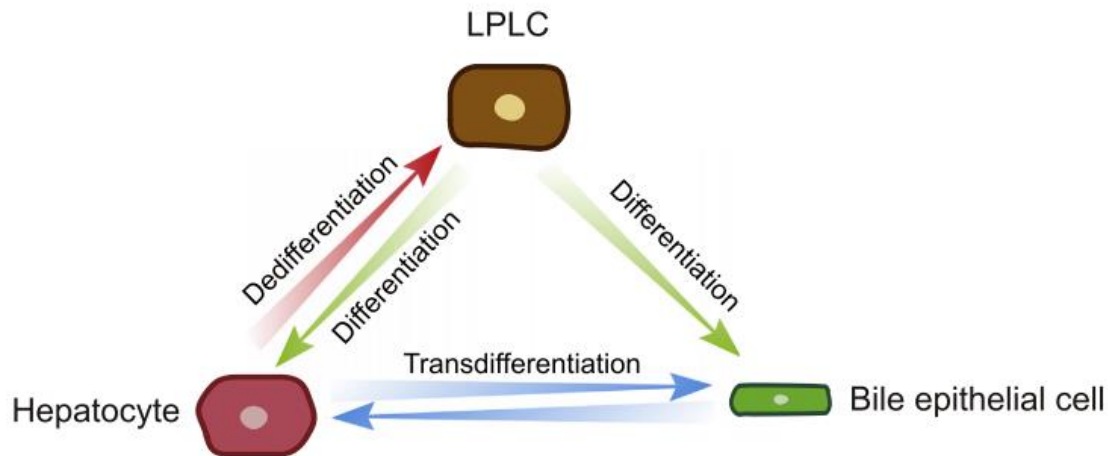 LPLC
Dedifferentiation
Differentiation
Differentiation
Transdifferentiation
Hepatocyte
Bile epithelial cell